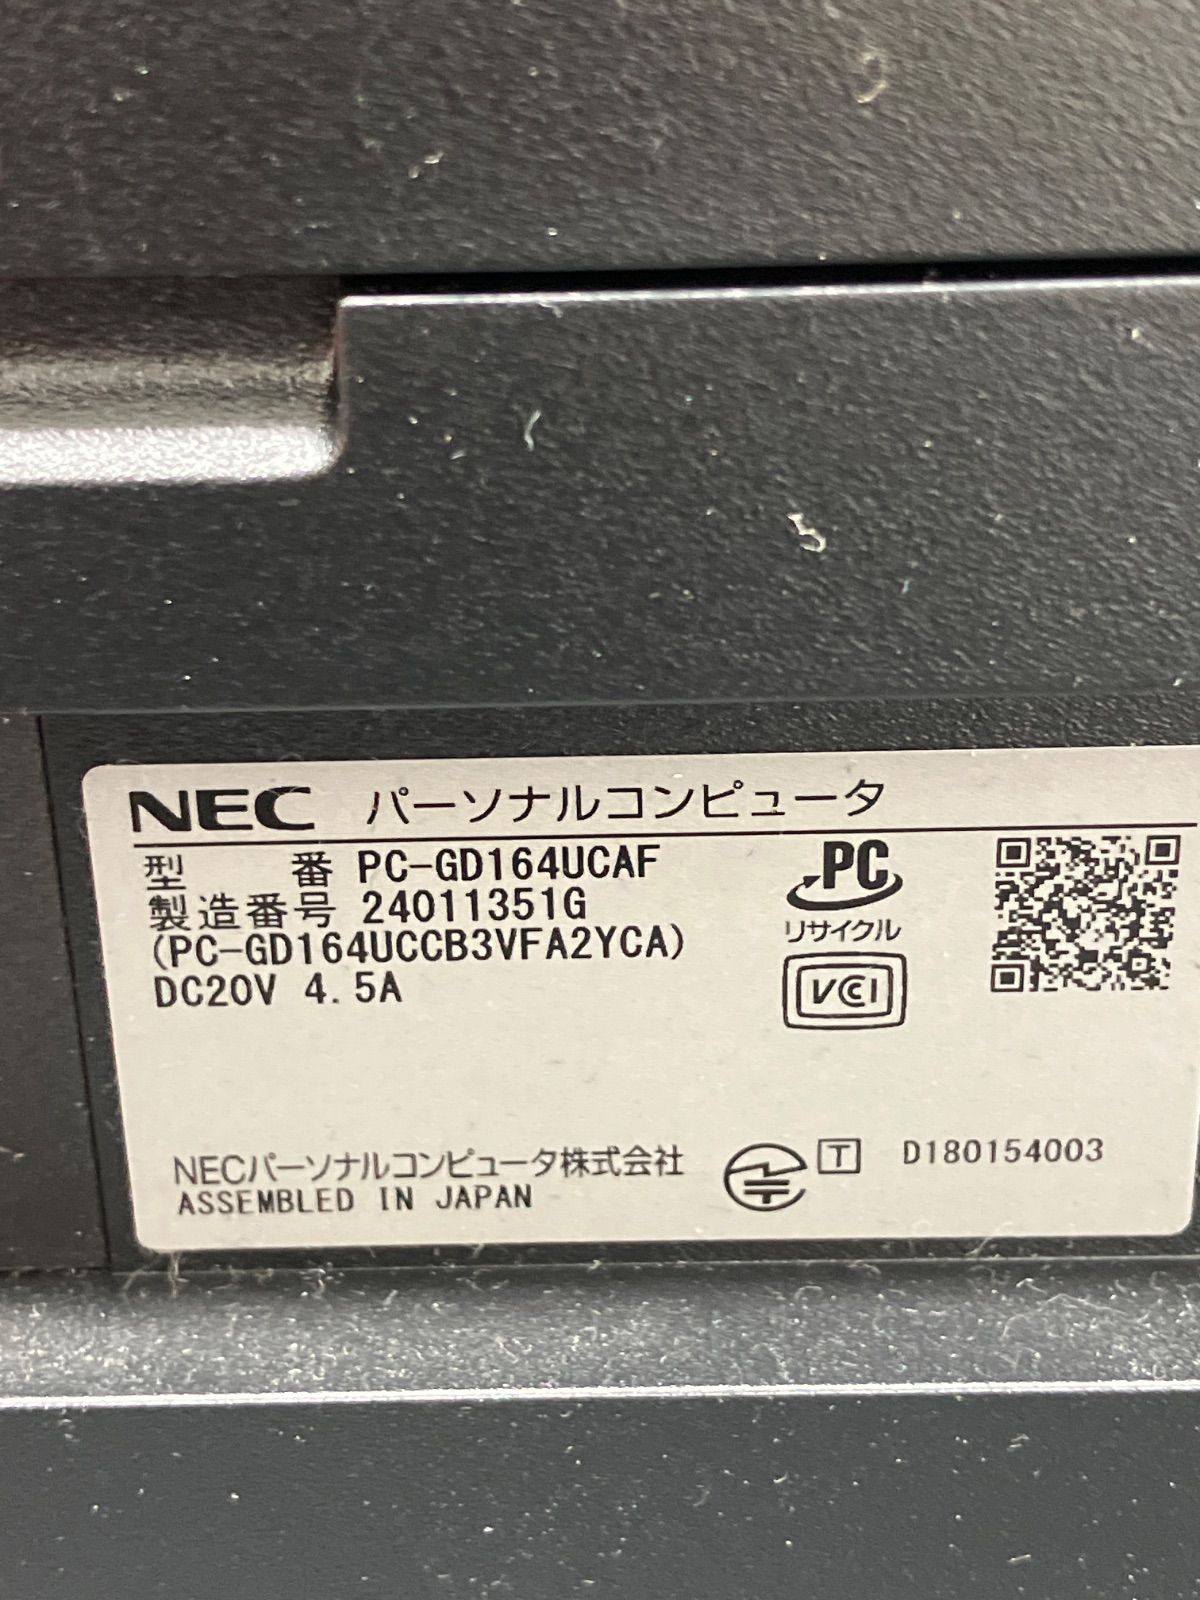 NEC パーソナルコンピュータ
型 番 PC-GD164UCAF
製造番号 24011351G
(PC-GD164UCCB3VFA2YCA)
DC20V 4.5A
PC
リサイクル
VCCI
NECパーソナルコンピュータ株式会社
ASSEMBLED IN JAPAN
T D180154003